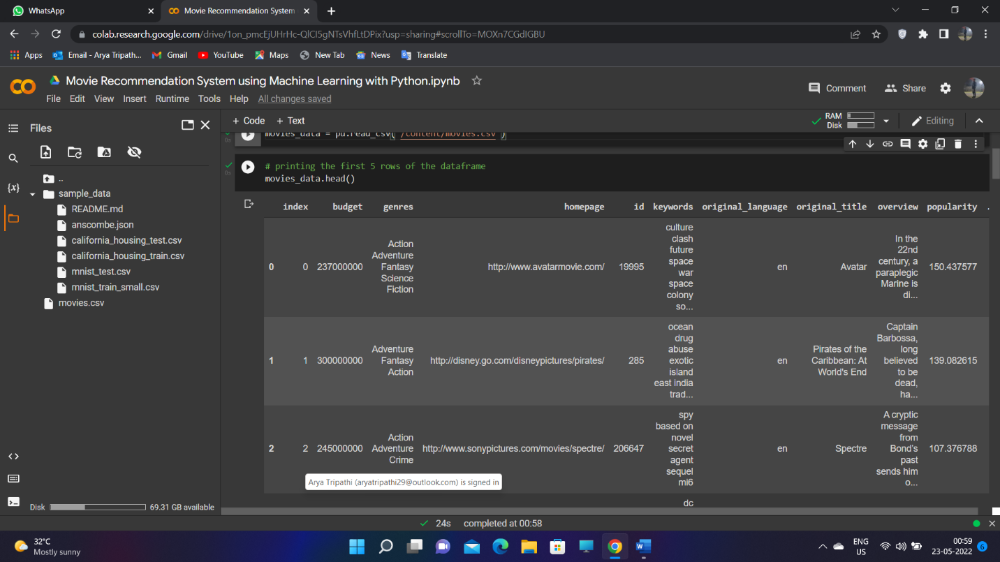 WhatsApp
Movie Recommendation System
colab.research.google.com/drive/1on_pmcEjUHrHc-QlCI5gNTsVhfLtDPix?usp=sharing#scrollTo=MOXn7CGdIGBU
Apps Email - Arya Tripath... Gmail YouTube Maps New Tab News Translate
Movie Recommendation System using Machine Learning with Python.ipynb
File Edit View Insert Runtime Tools Help All changes saved
Comment Share
Files
+ Code + Text
RAM
Disk
Editing
0s
movies_data = pd.read_csv('/content/movies.csv')
0s
# printing the first 5 rows of the dataframe
movies_data.head()
..
sample_data
README.md
anscombe.json
california_housing_test.csv
california_housing_train.csv
mnist_test.csv
mnist_train_small.csv
movies.csv
{x}
index budget genres homepage id keywords original_language original_title overview popularity .
0 0 237000000 Action
Adventure
Fantasy
Science
Fiction
http://www.avatarmovie.com/ 19995
culture
clash
future
space
war
space
colony
so...
en Avatar
In the
22nd
century, a
paraplegic
Marine is
di...
150.437577
1 1 300000000 Adventure
Fantasy
Action
http://disney.go.com/disneypictures/pirates/ 285
ocean
drug
abuse
exotic
island
east india
trad...
en
Pirates of the
Caribbean: At
World's End
Captain
Barbossa,
long
believed
to be
dead,
ha...
139.082615
2 2 245000000 Action
Adventure
Crime
http://www.sonypictures.com/movies/spectre/ 206647
spy
based on
novel
secret
agent
sequel
mi6
en Spectre
A cryptic
message
from
Bond's
past
sends him
o...
107.376788
dc
Arya Tripathi (aryatripathi29@outlook.com) is signed in
Disk 69.31 GB available
24s completed at 00:58
32°C
Mostly sunny
ENG
US
00:59
23-05-2022
6